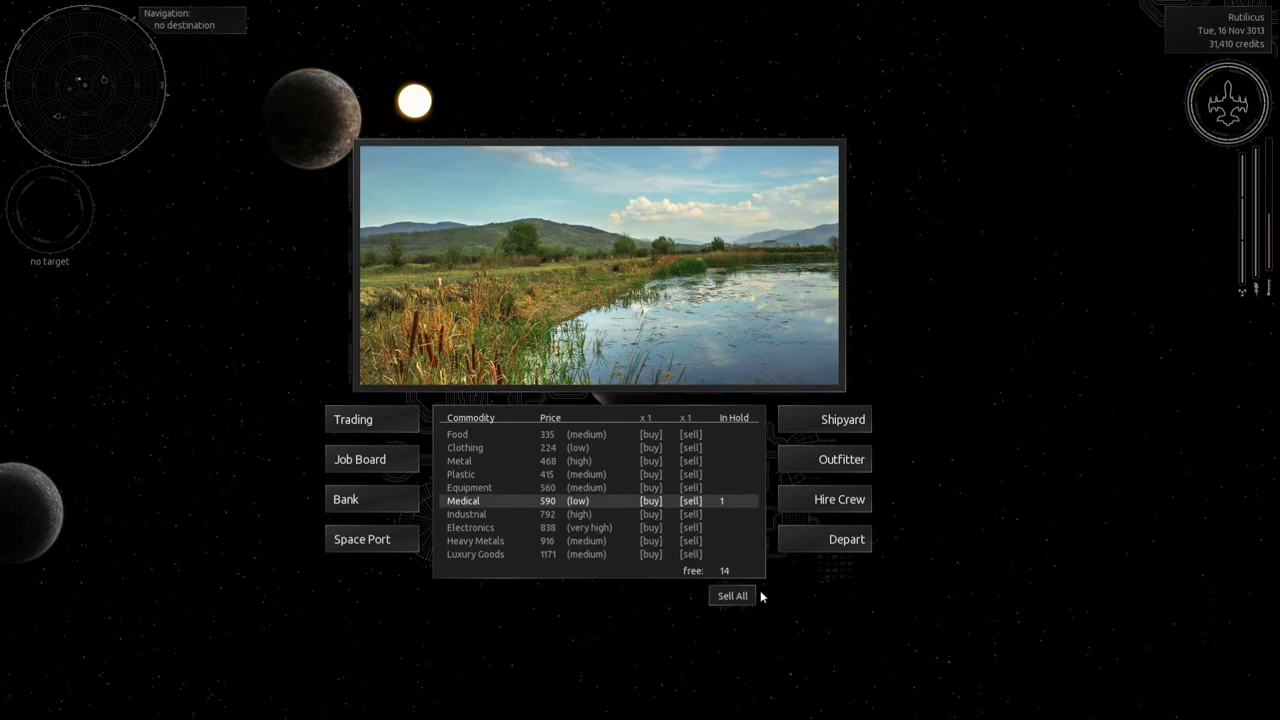 Navigation:
no destination
Rutilicus
Tue, 16 Nov 3013
31,410 credits
no target
Trading
Job Board
Bank
Space Port
Commodity Price x 1 x 1 In Hold
Food 335 (medium) [buy] [sell]
Clothing 224 (low) [buy] [sell]
Metal 468 (high) [buy] [sell]
Plastic 415 (medium) [buy] [sell]
Equipment 560 (medium) [buy] [sell]
Medical 590 (low) [buy] [sell] 1
Industrial 792 (high) [buy] [sell]
Electronics 838 (very high) [buy] [sell]
Heavy Metals 916 (medium) [buy] [sell]
Luxury Goods 1171 (medium) [buy] [sell]
free: 14
Sell All
Shipyard
Outfitter
Hire Crew
Depart